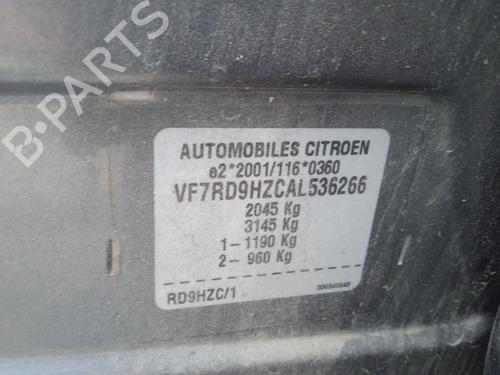 B-PARTS
AUTOMOBILES CITROEN
e2*2001/116*0360
VF7RD9HZCAL536266
2045 Kg
3145 Kg
1-1190 Kg
2- 960 Kg
RD9HZC/1